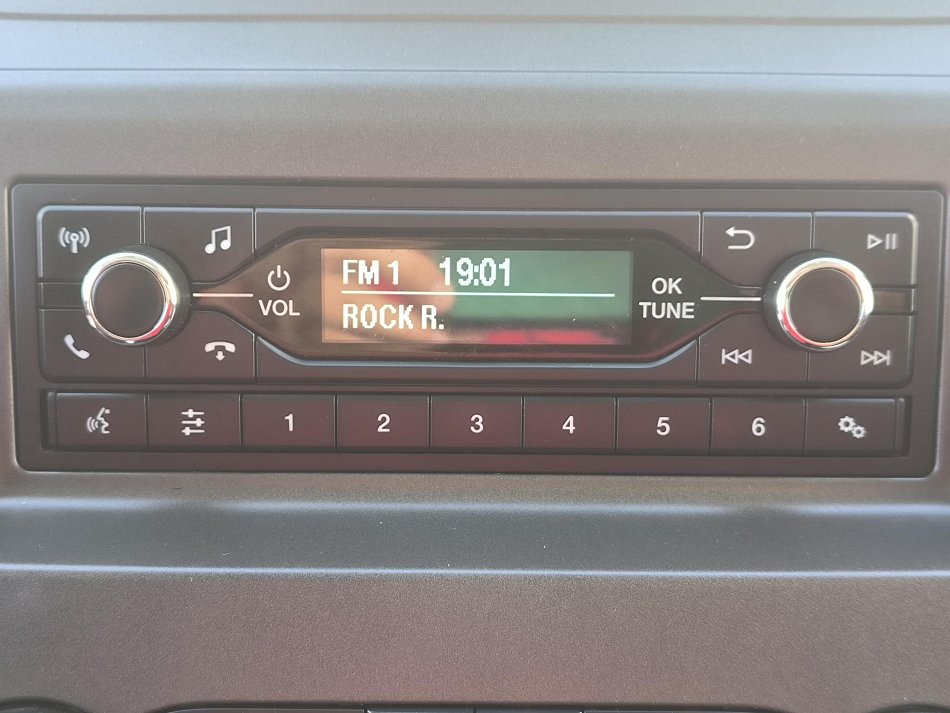 FM 1 19:01
ROCK R.
VOL
OK
TUNE
1 2 3 4 5 6